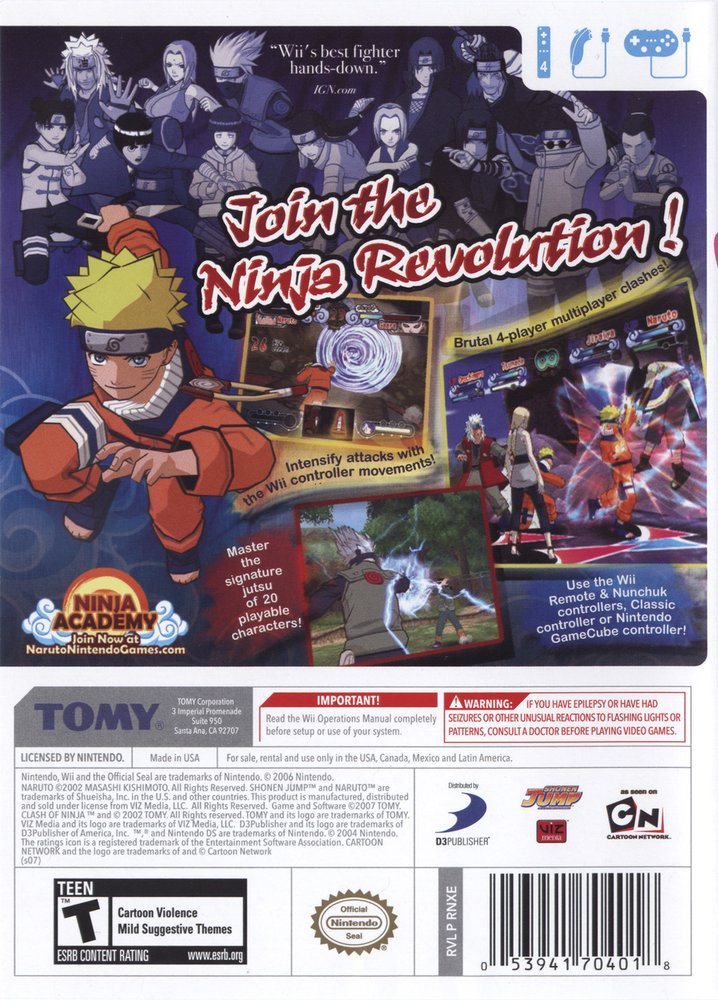 "Wii's best fighter
hands-down."
IGN.com
4
Join the
Ninja Revolution!
Brutal 4-player multiplayer clashes!
Gaara
26
Jiraiya
Naruto
Intensify attacks with
the Wii controller movements!
Master
the
signature
jutsu
of 20
playable
characters!
Use the Wii
Remote & Nunchuk
controllers, Classic
controller or Nintendo
GameCube controller!
NINJA
ACADEMY
Join Now at
NarutoNintendoGames.com
TOMY®
TOMY Corporation
3 Imperial Promenade
Suite 950
Santa Ana, CA 92707
IMPORTANT!
Read the Wii Operations Manual completely
before setup or use of your system.
WARNING: IF YOU HAVE EPILEPSY OR HAVE HAD
SEIZURES OR OTHER UNUSUAL REACTIONS TO FLASHING LIGHTS OR
PATTERNS, CONSULT A DOCTOR BEFORE PLAYING VIDEO GAMES.
LICENSED BY NINTENDO.
Made in USA
For sale, rental and use only in the USA, Canada, Mexico and Latin America.
Nintendo, Wii and the Official Seal are trademarks of Nintendo. © 2006 Nintendo.
NARUTO ©2002 MASASHI KISHIMOTO. All Rights Reserved. SHONEN JUMP™ and NARUTO™ are
trademarks of Shueisha, Inc. in the U.S. and other countries. This product is manufactured, distributed
and sold under license from VIZ Media, LLC. All Rights Reserved. Game and Software ©2007 TOMY.
CLASH OF NINJA ™ and © 2002 TOMY. All rights Reserved. TOMY and its logo are trademarks of TOMY.
VIZ Media and its logo are trademarks of VIZ Media, LLC. D3Publisher and its logo are trademarks of
D3Publisher of America, Inc. ™,® and Nintendo DS are trademarks of Nintendo. © 2004 Nintendo.
The ratings icon is a registered trademark of the Entertainment Software Association. CARTOON
NETWORK and the logo are trademarks of and © Cartoon Network
(s07)
Distributed by
D3PUBLISHER™
SHONEN
JUMP
VIZ
media
AS SEEN ON
CN
CARTOON NETWORK.
TEEN
T
Cartoon Violence
Mild Suggestive Themes
ESRB CONTENT RATING
www.esrb.org
Official
Nintendo
Seal
RVL P RNXE
0 53941 70401 8